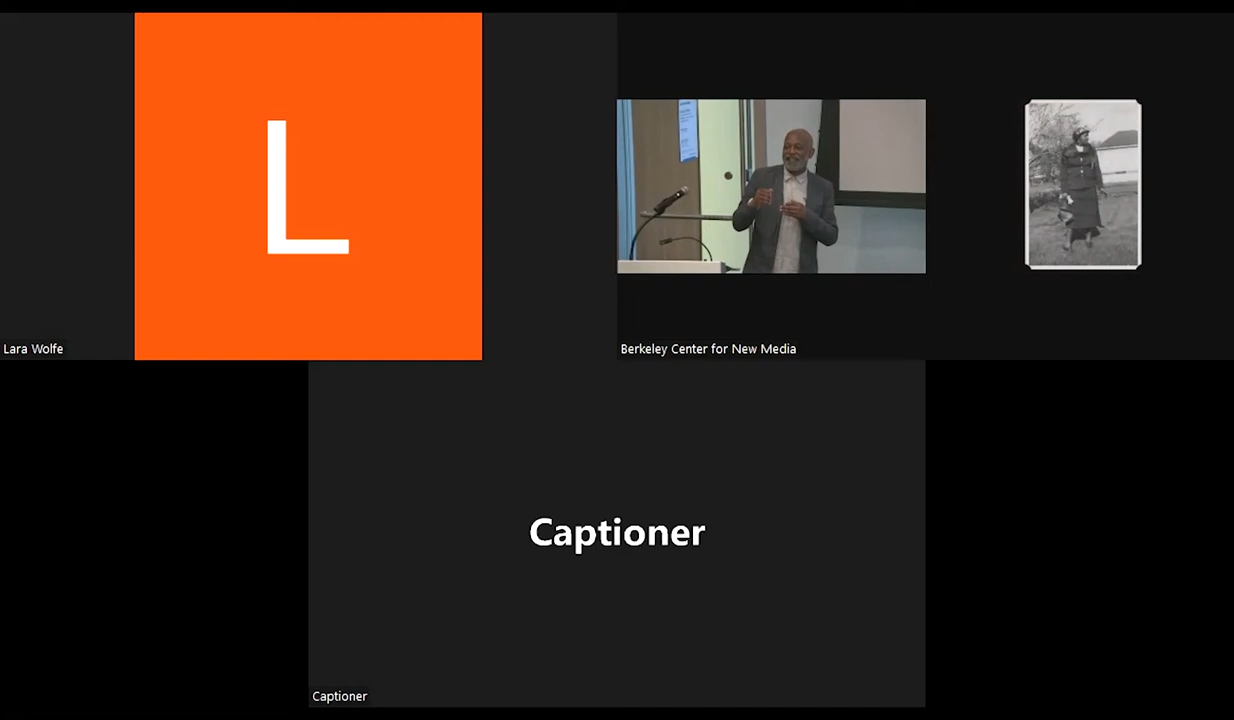 L
Lara Wolfe
Berkeley Center for New Media
Captioner
Captioner